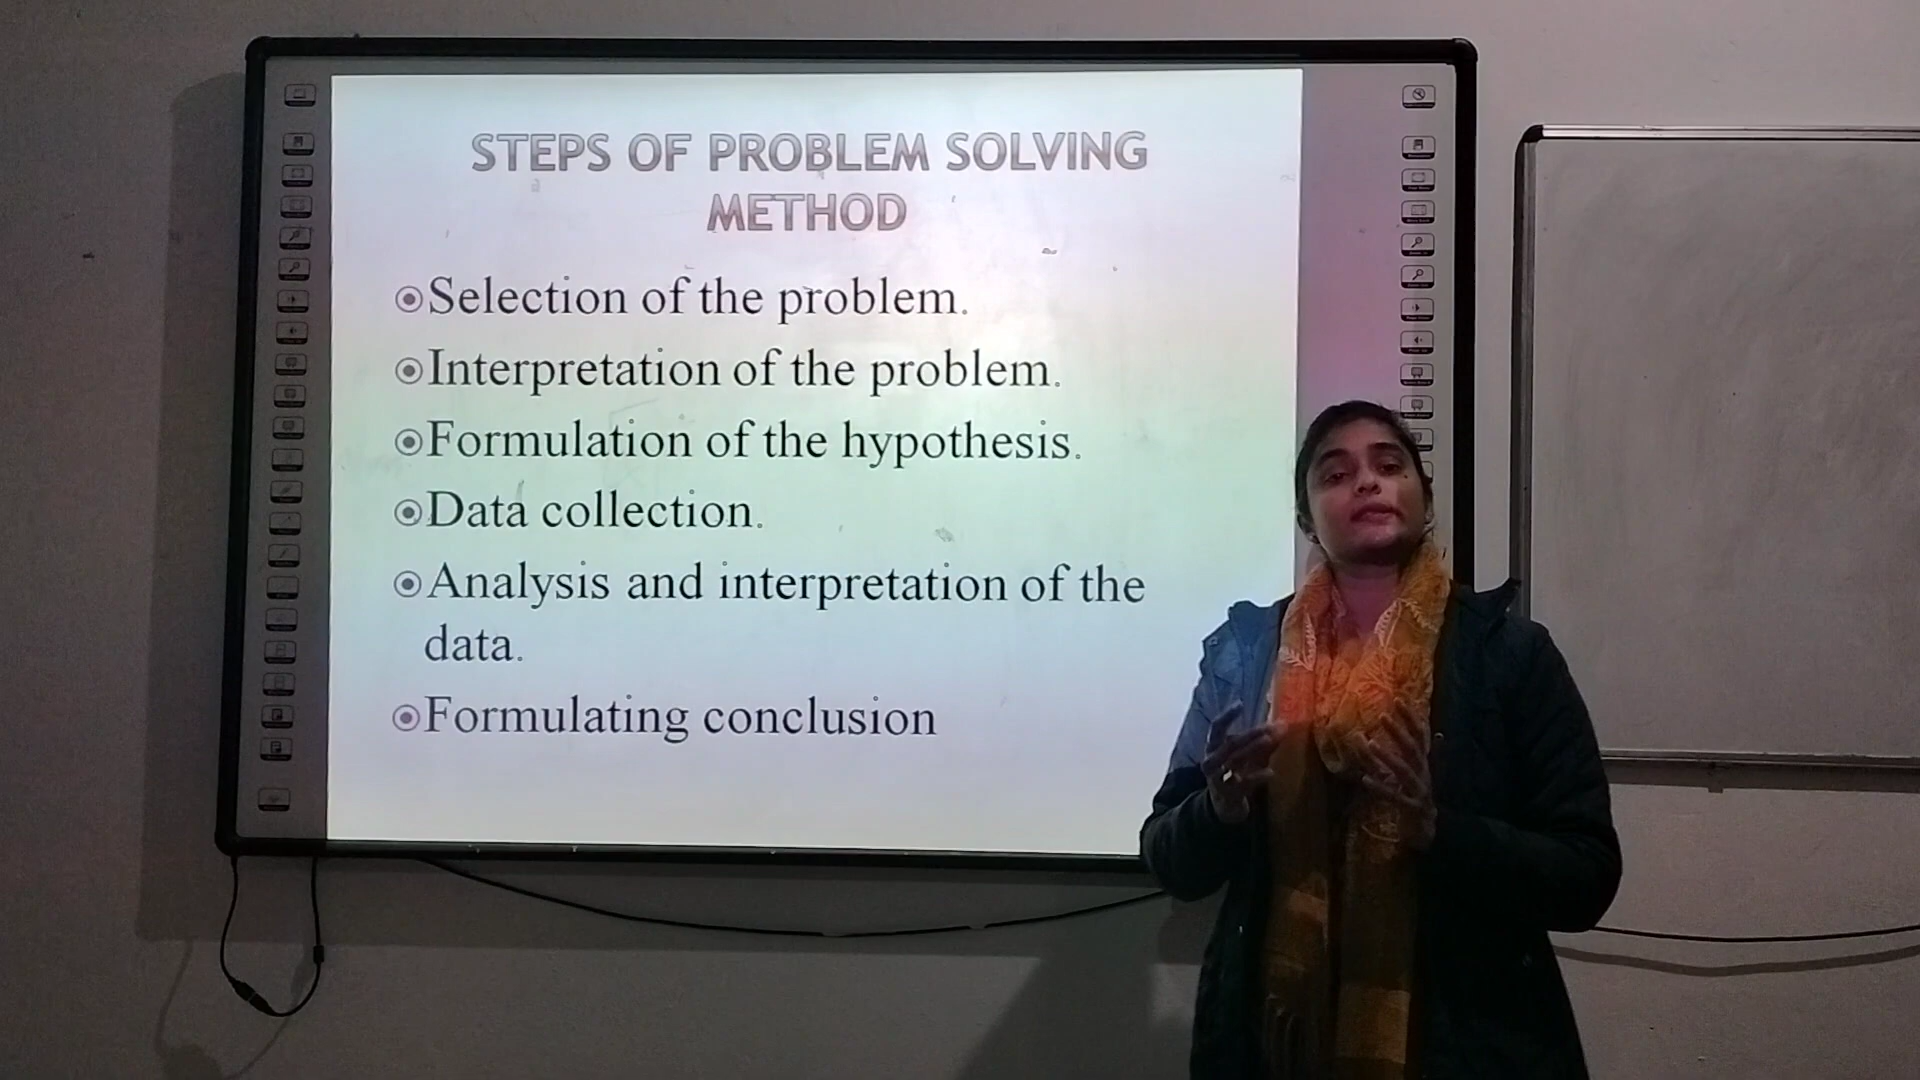 STEPS OF PROBLEM SOLVING
METHOD
Selection of the problem.
Interpretation of the problem.
Formulation of the hypothesis.
Data collection.
Analysis and interpretation of the
data.
Formulating conclusion